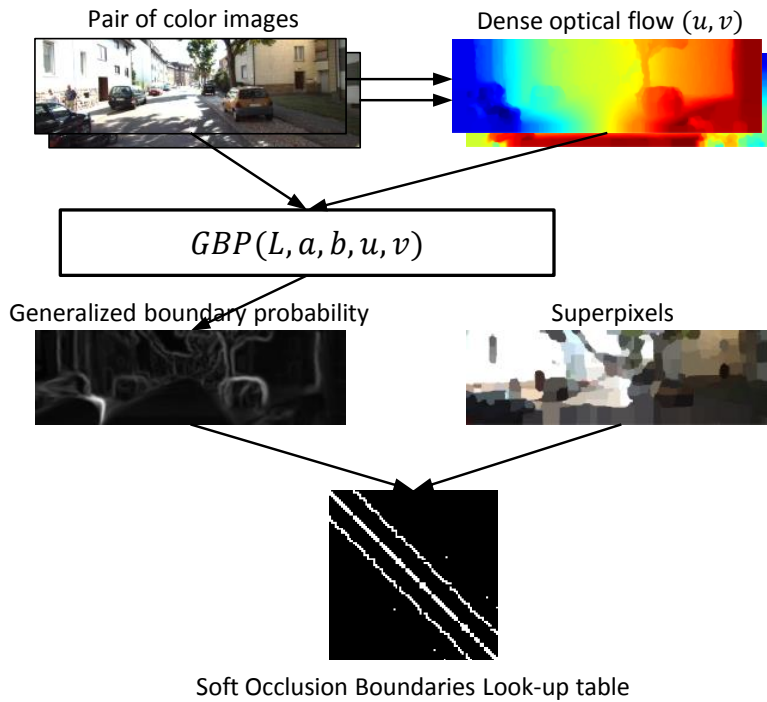 Pair of color images
Dense optical flow (u, v)
GBP(L, a, b, u, v)
Generalized boundary probability
Superpixels
Soft Occlusion Boundaries Look-up table